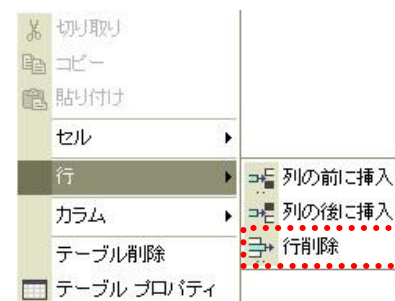 切り取り
コピー
貼り付け
セル
行
列の前に挿入
列の後に挿入
行削除
カラム
テーブル削除
テーブル プロパティ